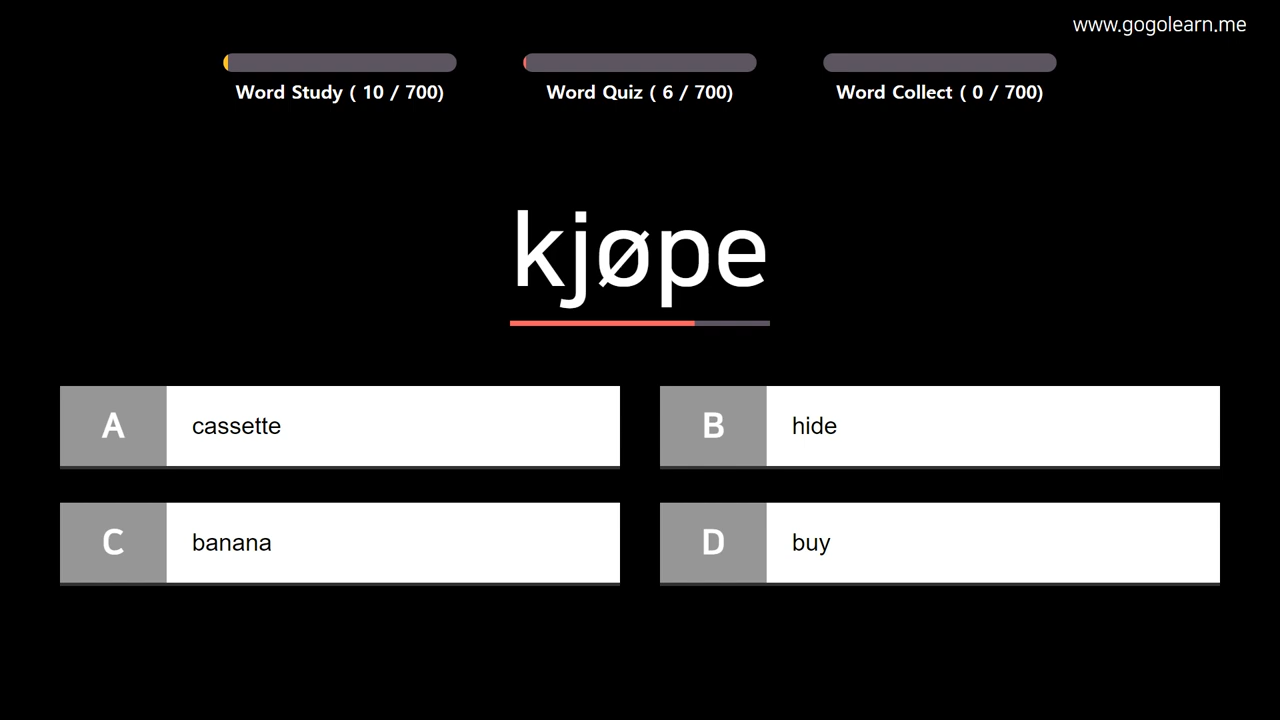 www.gogolearn.me
Word Study ( 10 / 700)
Word Quiz ( 6 / 700)
Word Collect ( 0 / 700)
kjøpe
A cassette
B hide
C banana
D buy